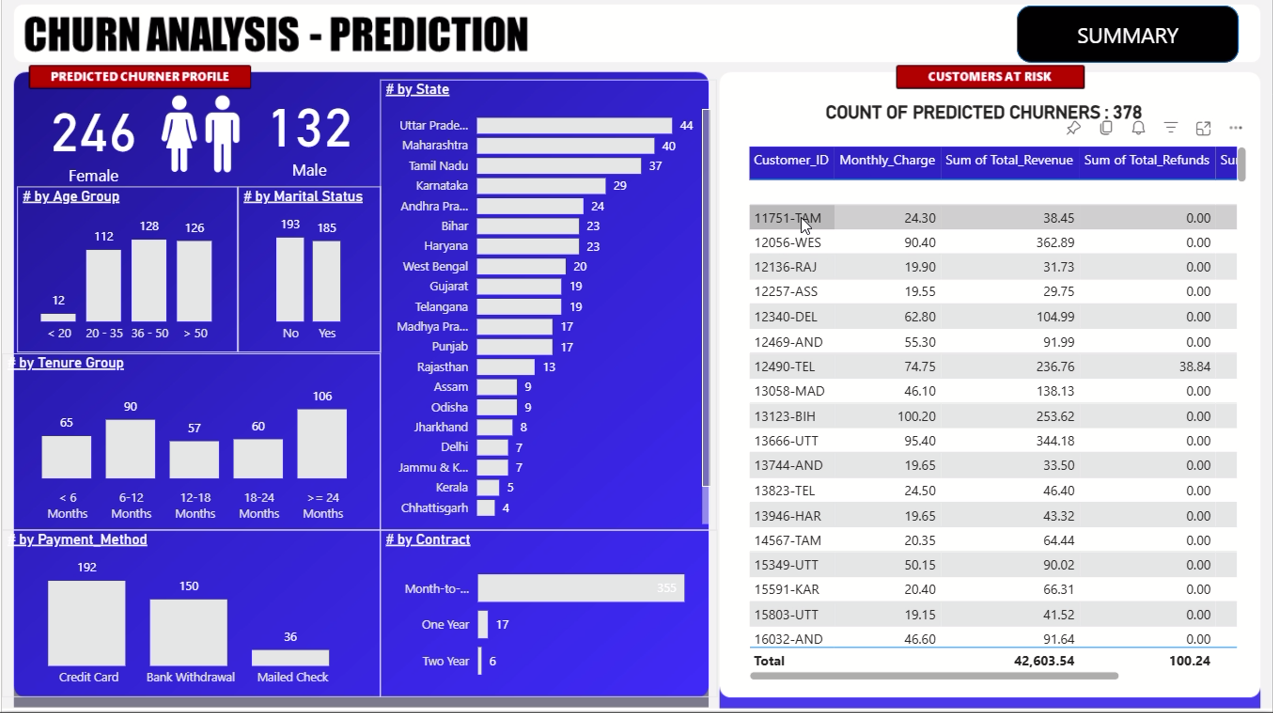 CHURN ANALYSIS - PREDICTION
SUMMARY
PREDICTED CHURNER PROFILE
246
Female
132
Male
# by Age Group
12
112
128
126
< 20
20 - 35
36 - 50
> 50
# by Marital Status
193
185
No
Yes
# by Tenure Group
65
90
57
60
106
< 6 Months
6-12 Months
12-18 Months
18-24 Months
>= 24 Months
# by Payment_Method
192
150
36
Credit Card
Bank Withdrawal
Mailed Check
# by State
Uttar Prade... 44
Maharashtra 40
Tamil Nadu 37
Karnataka 29
Andhra Pra... 24
Bihar 23
Haryana 23
West Bengal 20
Gujarat 19
Telangana 19
Madhya Pra... 17
Punjab 17
Rajasthan 13
Assam 9
Odisha 9
Jharkhand 8
Delhi 7
Jammu & K... 7
Kerala 5
Chhattisgarh 4
# by Contract
Month-to-... 355
One Year 17
Two Year 6
CUSTOMERS AT RISK
COUNT OF PREDICTED CHURNERS : 378
Customer_ID Monthly_Charge Sum of Total_Revenue Sum of Total_Refunds Su
11751-TAM 24.30 38.45 0.00
12056-WES 90.40 362.89 0.00
12136-RAJ 19.90 31.73 0.00
12257-ASS 19.55 29.75 0.00
12340-DEL 62.80 104.99 0.00
12469-AND 55.30 91.99 0.00
12490-TEL 74.75 236.76 38.84
13058-MAD 46.10 138.13 0.00
13123-BIH 100.20 253.62 0.00
13666-UTT 95.40 344.18 0.00
13744-AND 19.65 33.50 0.00
13823-TEL 24.50 46.40 0.00
13946-HAR 19.65 43.32 0.00
14567-TAM 20.35 64.44 0.00
15349-UTT 50.15 90.02 0.00
15591-KAR 20.40 66.31 0.00
15803-UTT 19.15 41.52 0.00
16032-AND 46.60 91.64 0.00
Total 42,603.54 100.24